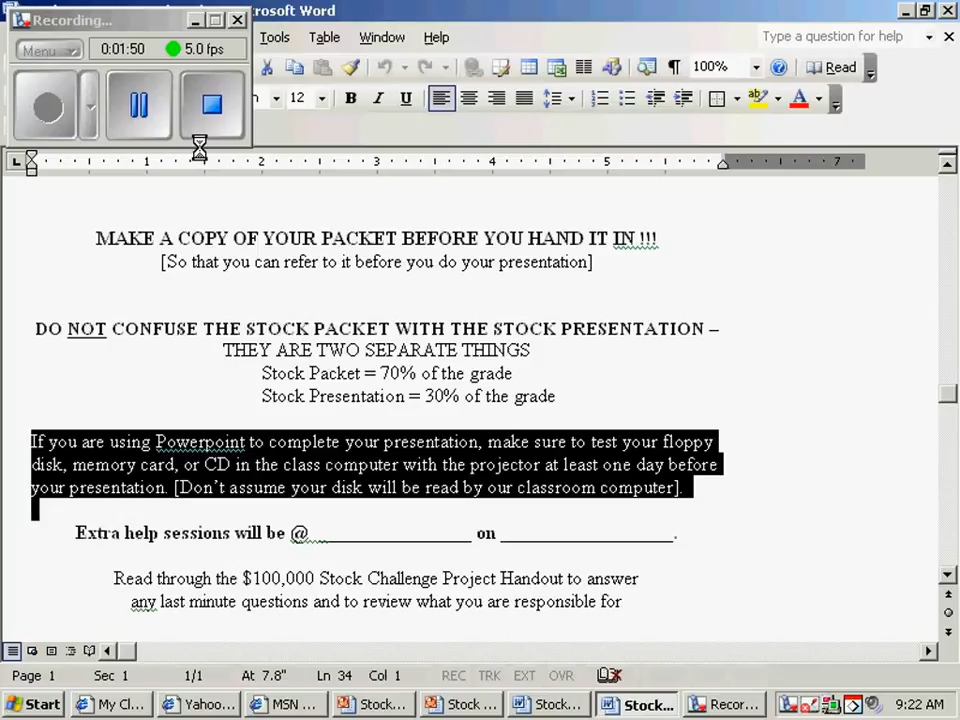 Recording...
rosoft Word
Menu
0:01:50
5.0 fps
Tools Table Window Help
Type a question for help
100%
Read
12
B I U
1 2 3 4 5 7
MAKE A COPY OF YOUR PACKET BEFORE YOU HAND IT IN !!!
[So that you can refer to it before you do your presentation]
DO NOT CONFUSE THE STOCK PACKET WITH THE STOCK PRESENTATION –
THEY ARE TWO SEPARATE THINGS
Stock Packet = 70% of the grade
Stock Presentation = 30% of the grade
If you are using Powerpoint to complete your presentation, make sure to test your floppy
disk, memory card, or CD in the class computer with the projector at least one day before
your presentation. [Don't assume your disk will be read by our classroom computer].
Extra help sessions will be @ _________________ on ___________________.
Read through the $100,000 Stock Challenge Project Handout to answer
any last minute questions and to review what you are responsible for
Page 1 Sec 1 1/1 At 7.8" Ln 34 Col 1 REC TRK EXT OVR
Start My Cl... Yahoo... MSN ... Stock... Stock ... Stock... Stock... Recor... 9:22 AM